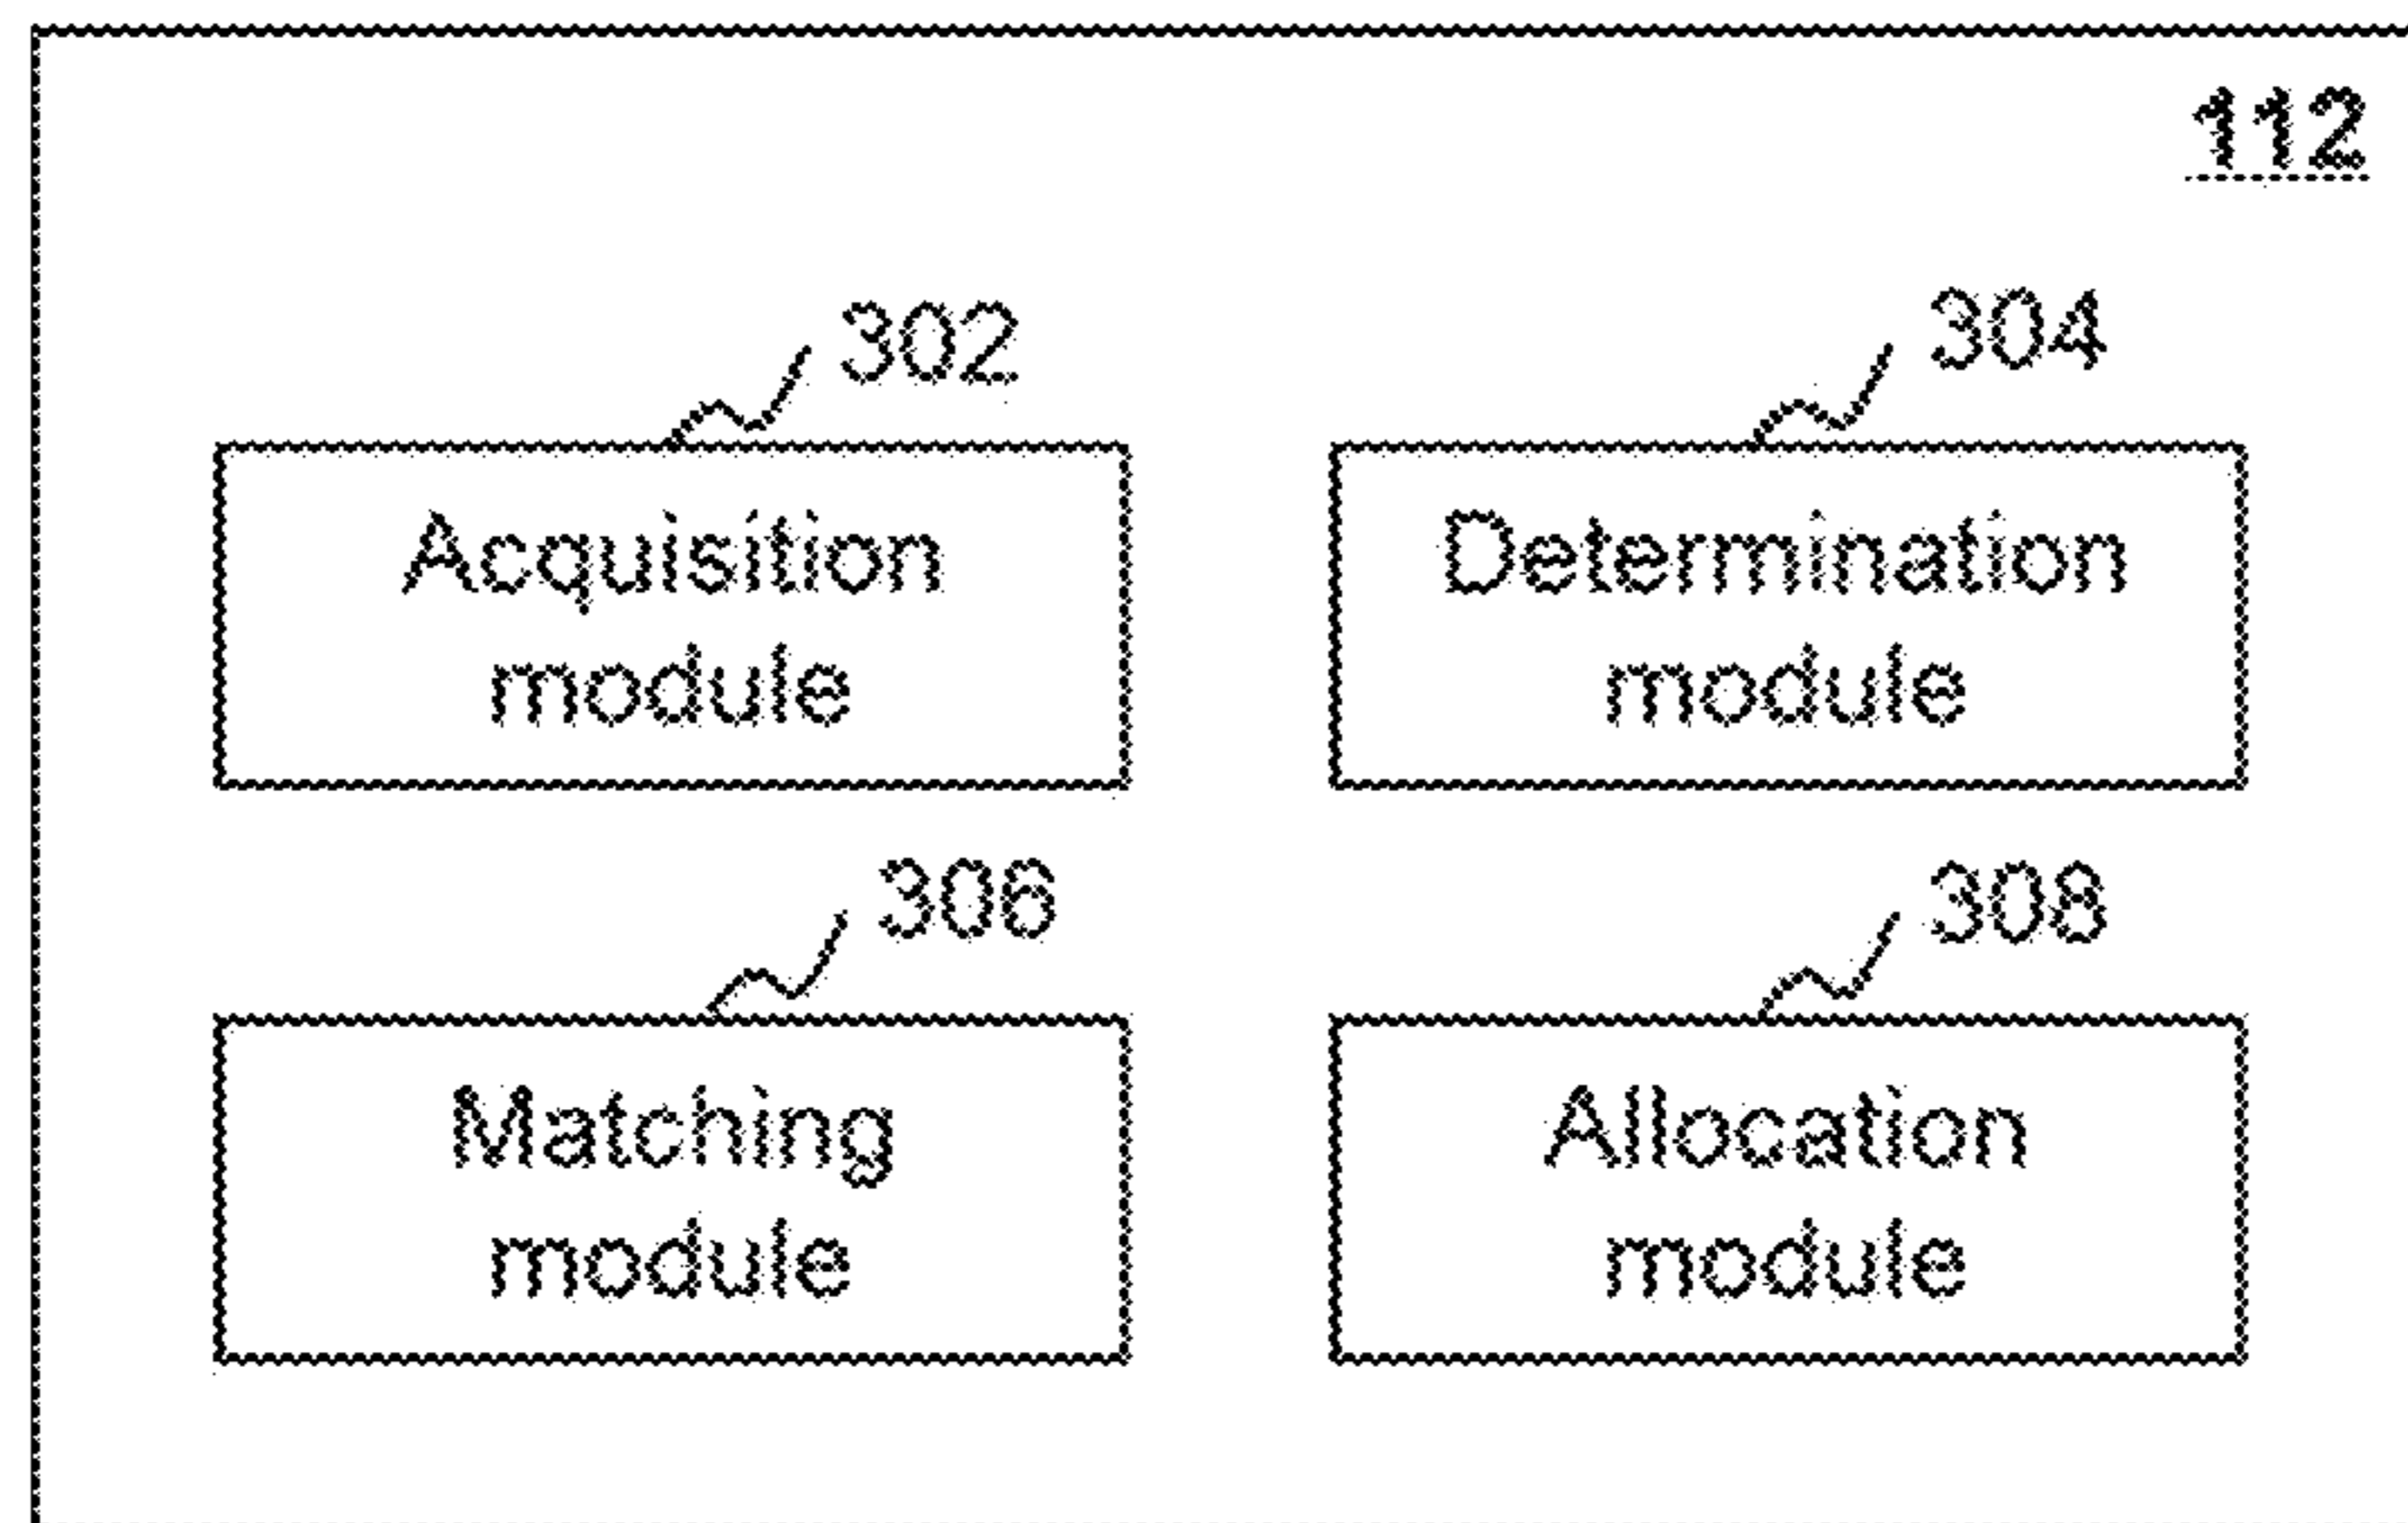 112
302
304
Acquisition
module
Determination
module
306
308
Matching
module
Allocation
module